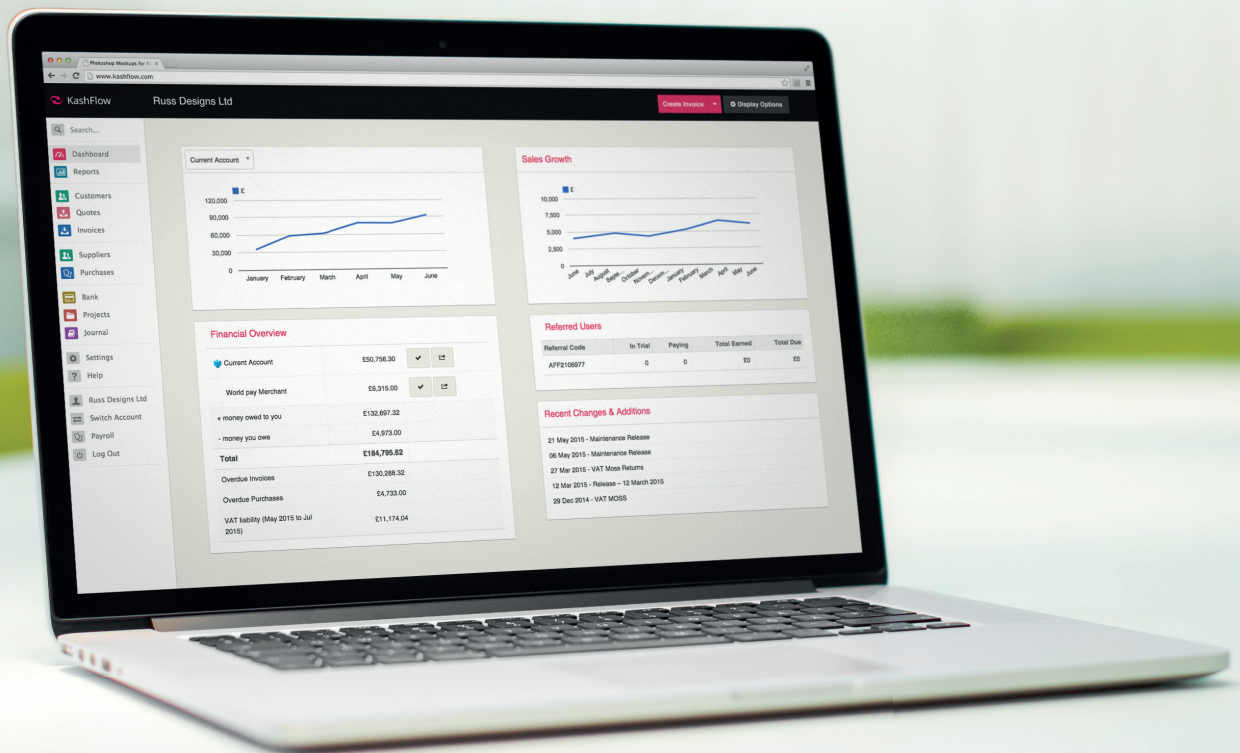 Photoshop Mockups for
www.kashflow.com
KashFlow
Russ Designs Ltd
Create Invoice
Display Options
Search...
Dashboard
Reports
Customers
Quotes
Invoices
Suppliers
Purchases
Bank
Projects
Journal
Settings
Help
Russ Designs Ltd
Switch Account
Payroll
Log Out
Current Account
£
120,000
90,000
60,000
30,000
0
January February March April May June
Sales Growth
£
10,000
7,500
5,000
2,500
0
June July August Septe... October Novem... Decem... January February March April May June
Financial Overview
Current Account £50,756.30
World pay Merchant £6,315.00
+ money owed to you £132,697.32
- money you owe £4,973.00
Total £184,795.62
Overdue Invoices £130,288.32
Overdue Purchases £4,733.00
VAT liability (May 2015 to Jul £11,174.04
2015)
Referred Users
Referral Code In Trial Paying Total Earned Total Due
AFF2106977 0 0 £0 £0
Recent Changes & Additions
21 May 2015 - Maintenance Release
06 May 2015 - Maintenance Release
27 Mar 2015 - VAT Moss Returns
12 Mar 2015 - Release – 12 March 2015
29 Dec 2014 - VAT MOSS